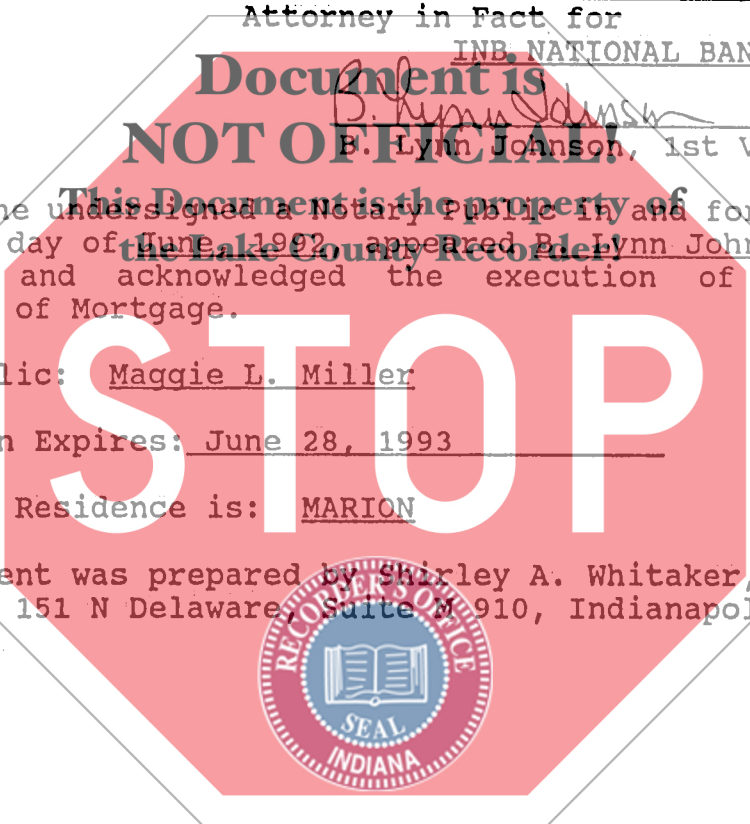 Attorney in Fact for
INB NATIONAL BAN
Document is
B. Lynn Johnson
NOT OFFICIAL!
B. Lynn Johnson, 1st V
This Document is the property of
he undersigned a Notary Public in and for
day of June, 1992, appeared B. Lynn John
the Lake County Recorder!
and acknowledged the execution of
of Mortgage.
STOP
lic: Maggie L. Miller
n Expires: June 28, 1993
Residence is: MARION
ent was prepared by Shirley A. Whitaker,
151 N Delaware, Suite M 910, Indianapol
RECORDER'S OFFICE
SEAL
INDIANA